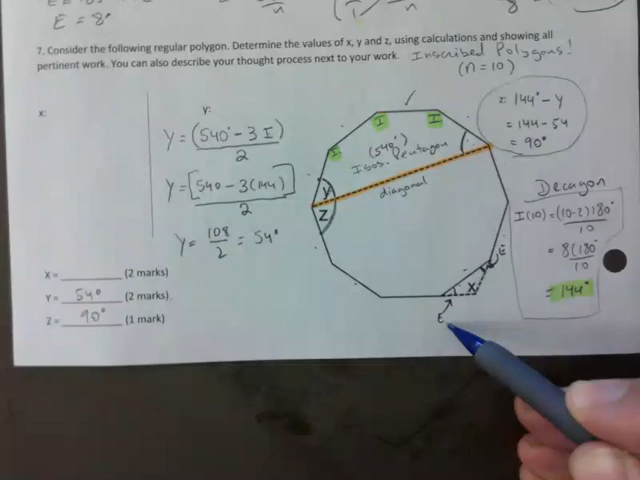 E = 8°
7. Consider the following regular polygon. Determine the values of x, y and z, using calculations and showing all
pertinent work. You can also describe your thought process next to your work. Inscribed Polygons!
(n=10)
x:
y:
Y = (540° - 3I)
2
Y = [540 - 3(144)]
2
Y = 108 = 54°
2
I
I
I
(540°)
Isos. Pentagon
diagonal
y
Z
X
E
E
z: 144° - y
= 144 - 54
= 90°
Decagon
I(10) = (10-2)180°
10
= 8(180°
10
= 144°
X = (2 marks)
Y = 54° (2 marks)
Z = 90° (1 mark)